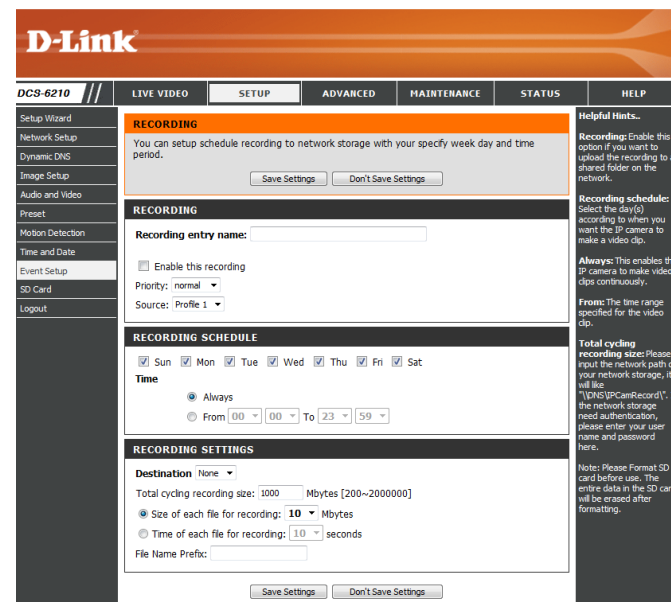 D-Link
DCS-6210
LIVE VIDEO
SETUP
ADVANCED
MAINTENANCE
STATUS
HELP
Setup Wizard
Network Setup
Dynamic DNS
Image Setup
Audio and Video
Preset
Motion Detection
Time and Date
Event Setup
SD Card
Logout
RECORDING
You can setup schedule recording to network storage with your specify week day and time
period.
Save Settings Don't Save Settings
RECORDING
Recording entry name:
Enable this recording
Priority: normal
Source: Profile 1
RECORDING SCHEDULE
Sun Mon Tue Wed Thu Fri Sat
Time
Always
From 00 00 To 23 59
RECORDING SETTINGS
Destination None
Total cycling recording size: 1000 Mbytes [200~2000000]
Size of each file for recording: 10 Mbytes
Time of each file for recording: 10 seconds
File Name Prefix:
Save Settings Don't Save Settings
Helpful Hints..
Recording: Enable this
option if you want to
upload the recording to
shared folder on the
network.
Recording schedule:
Select the day(s)
according to when you
want the IP camera to
make a video clip.
Always: This enables
IP camera to make
clips continuously.
From: The time range
specified for the video
clip.
Total cycling
recording size: Please
input the network path
your network storage, it
will like
"\\DNS\IPCamRecord\".
the network storage
need authentication,
please enter your user
name and password
here.
Note: Please Format SD
card before use. The
entire data in the SD
will be erased after
formatting.